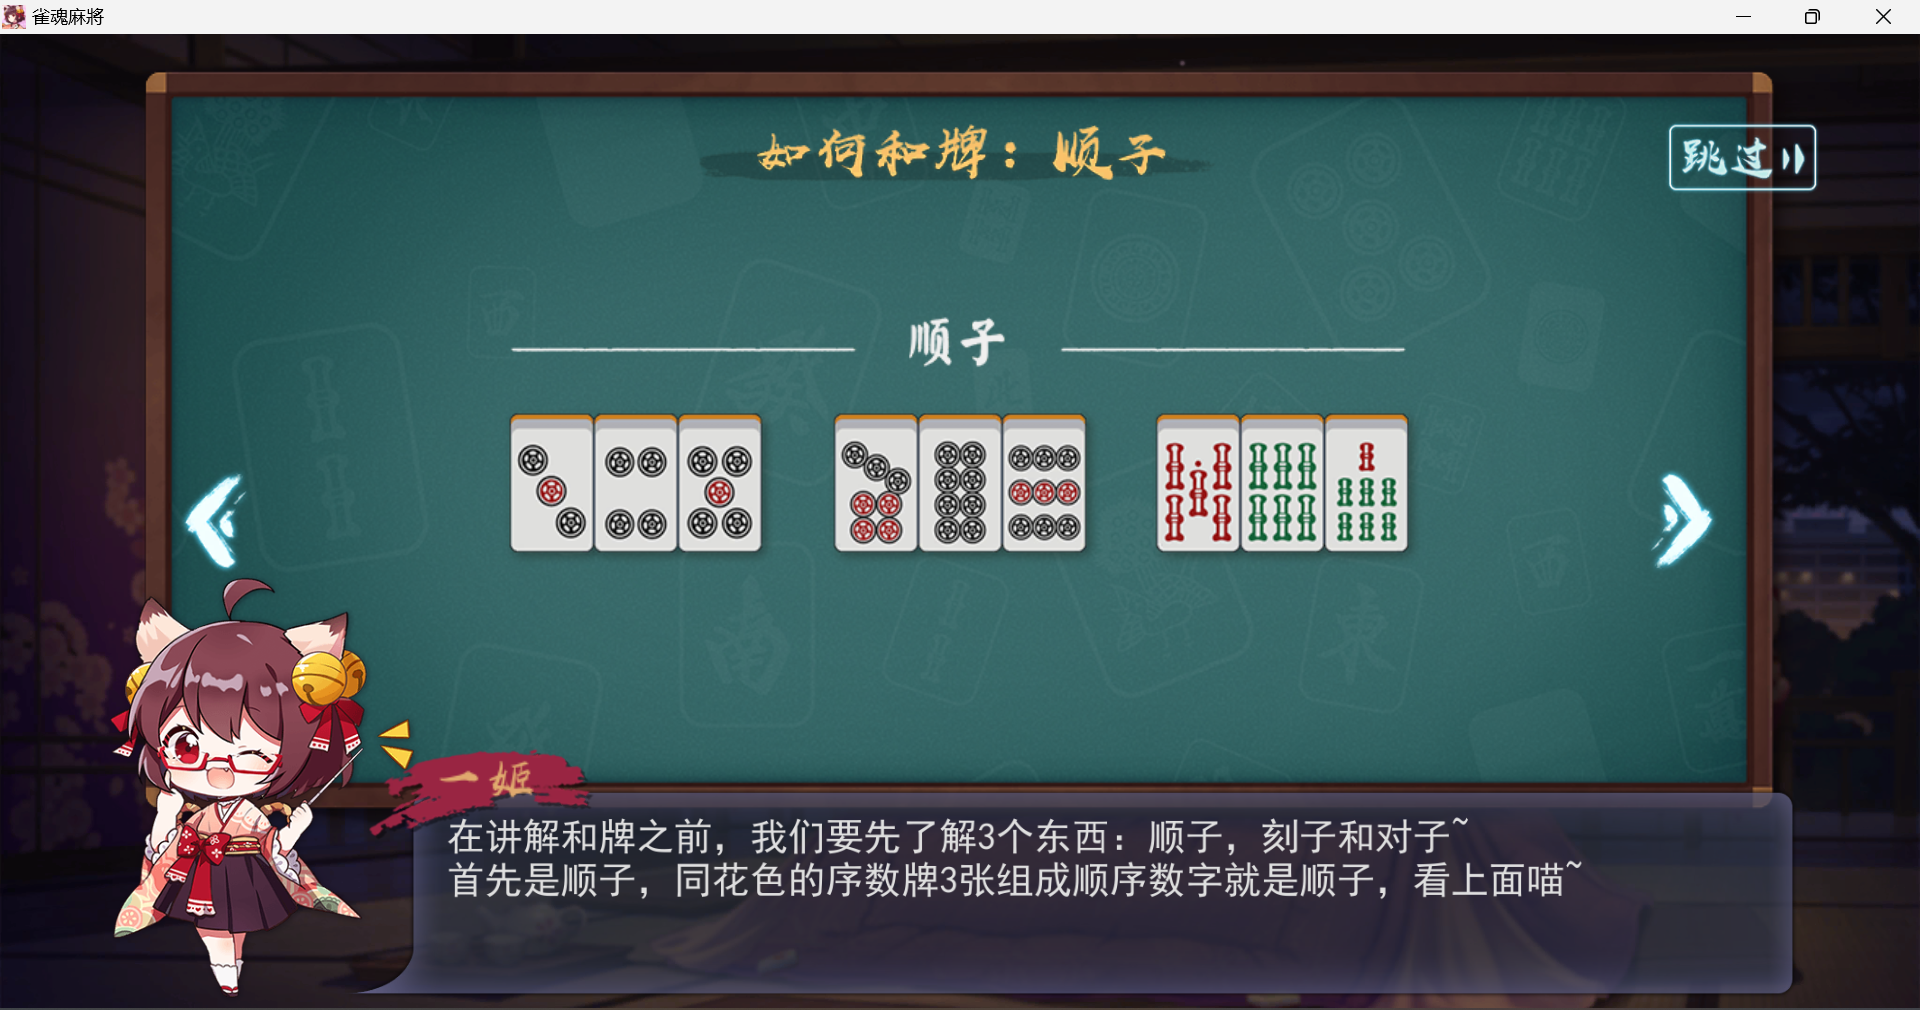 雀魂麻將
如何和牌：顺子
跳过
顺子
一姬
在讲解和牌之前，我们要先了解3个东西：顺子，刻子和对子~
首先是顺子，同花色的序数牌3张组成顺序数字就是顺子，看上面喵~